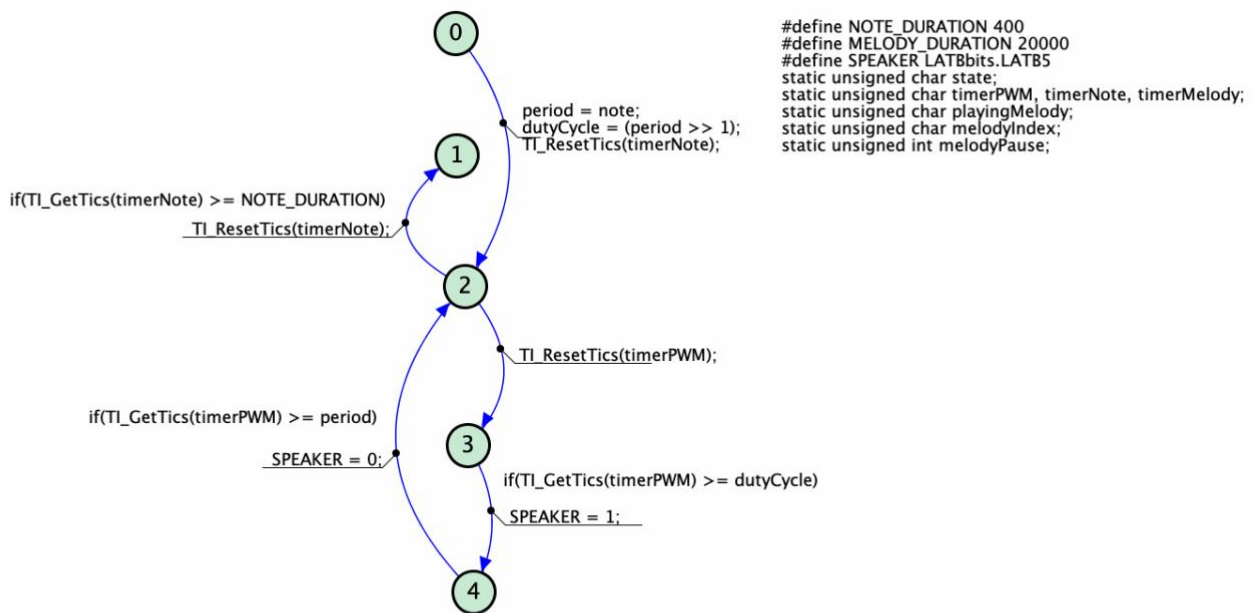 0
#define NOTE_DURATION 400
#define MELODY_DURATION 20000
#define SPEAKER LATBbits.LATB5
static unsigned char state;
static unsigned char timerPWM, timerNote, timerMelody;
static unsigned char playingMelody;
static unsigned char melodyIndex;
static unsigned int melodyPause;
period = note;
dutyCycle = (period >> 1);
TI_ResetTics(timerNote);
1
if(TI_GetTics(timerNote) >= NOTE_DURATION)
TI_ResetTics(timerNote);
2
TI_ResetTics(timerPWM);
if(TI_GetTics(timerPWM) >= period)
SPEAKER = 0;
3
if(TI_GetTics(timerPWM) >= dutyCycle)
SPEAKER = 1;
4